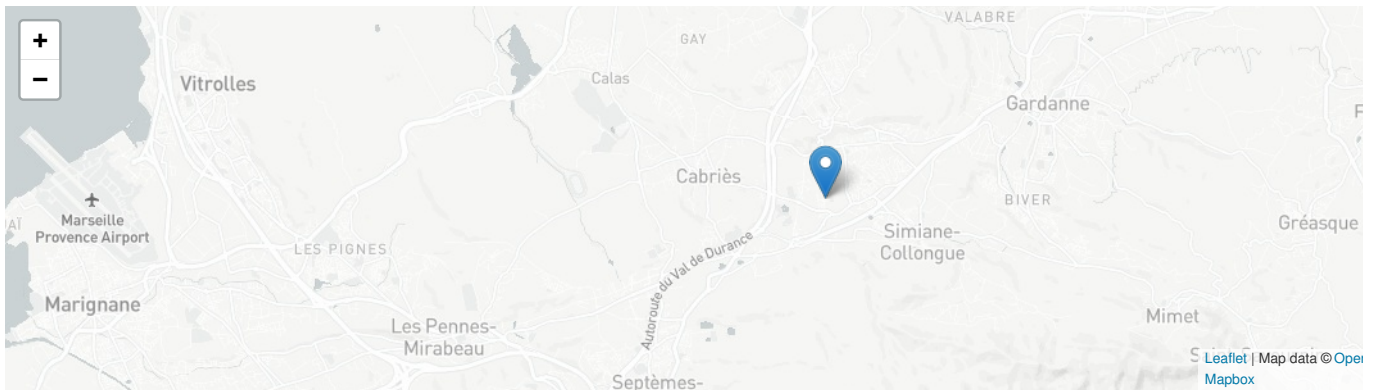 +
−
VALABRE
GAY
Vitrolles
Calas
Gardanne
Cabriès
BIVER
Marseille
Provence Airport
Gréasque
Simiane-
Collongue
LES PIGNES
Autoroute du Val de Durance
Marignane
Mimet
Les Pennes-
Mirabeau
Septèmes-
Leaflet | Map data © Open
Mapbox